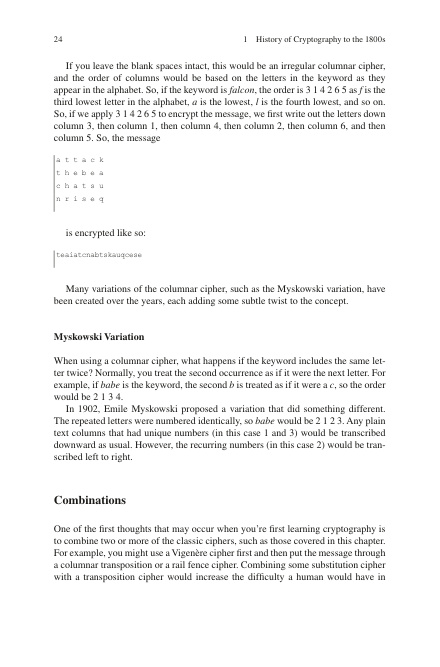 24
1 History of Cryptography to the 1800s
If you leave the blank spaces intact, this would be an irregular columnar cipher,
and the order of columns would be based on the letters in the keyword as they
appear in the alphabet. So, if the keyword is falcon, the order is 3 1 4 2 6 5 as f is the
third lowest letter in the alphabet, a is the lowest, l is the fourth lowest, and so on.
So, if we apply 3 1 4 2 6 5 to encrypt the message, we first write out the letters down
column 3, then column 1, then column 4, then column 2, then column 6, and then
column 5. So, the message
a t t a c k
t h e b e a
c h a t s u
n r i s e q
is encrypted like so:
teaiatcnabtskauqcese
Many variations of the columnar cipher, such as the Myskowski variation, have
been created over the years, each adding some subtle twist to the concept.
Myskowski Variation
When using a columnar cipher, what happens if the keyword includes the same let-
ter twice? Normally, you treat the second occurrence as if it were the next letter. For
example, if babe is the keyword, the second b is treated as if it were a c, so the order
would be 2 1 3 4.
In 1902, Emile Myskowski proposed a variation that did something different.
The repeated letters were numbered identically, so babe would be 2 1 2 3. Any plain
text columns that had unique numbers (in this case 1 and 3) would be transcribed
downward as usual. However, the recurring numbers (in this case 2) would be tran-
scribed left to right.
Combinations
One of the first thoughts that may occur when you're first learning cryptography is
to combine two or more of the classic ciphers, such as those covered in this chapter.
For example, you might use a Vigenère cipher first and then put the message through
a columnar transposition or a rail fence cipher. Combining some substitution cipher
with a transposition cipher would increase the difficulty a human would have in